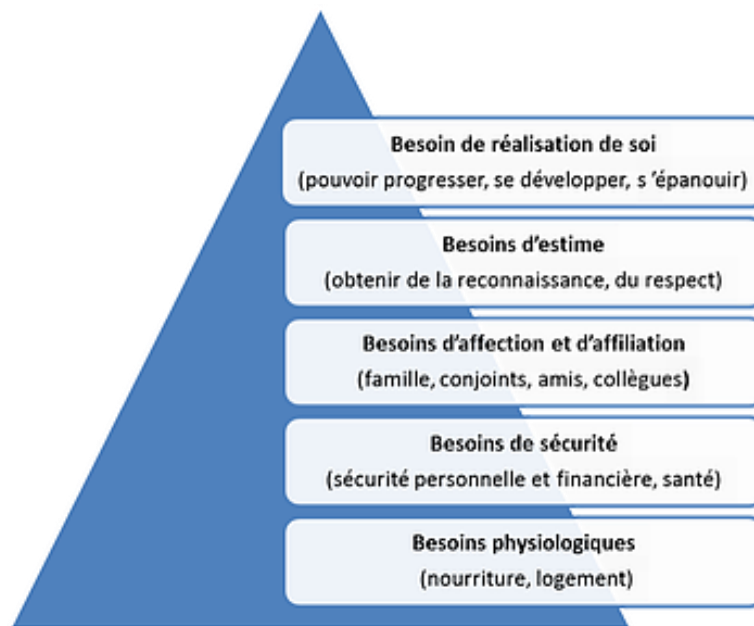 Besoin de réalisation de soi
(pouvoir progresser, se développer, s ’épanouir)
Besoins d’estime
(obtenir de la reconnaissance, du respect)
Besoins d’affection et d’affiliation
(famille, conjoints, amis, collègues)
Besoins de sécurité
(sécurité personnelle et financière, santé)
Besoins physiologiques
(nourriture, logement)